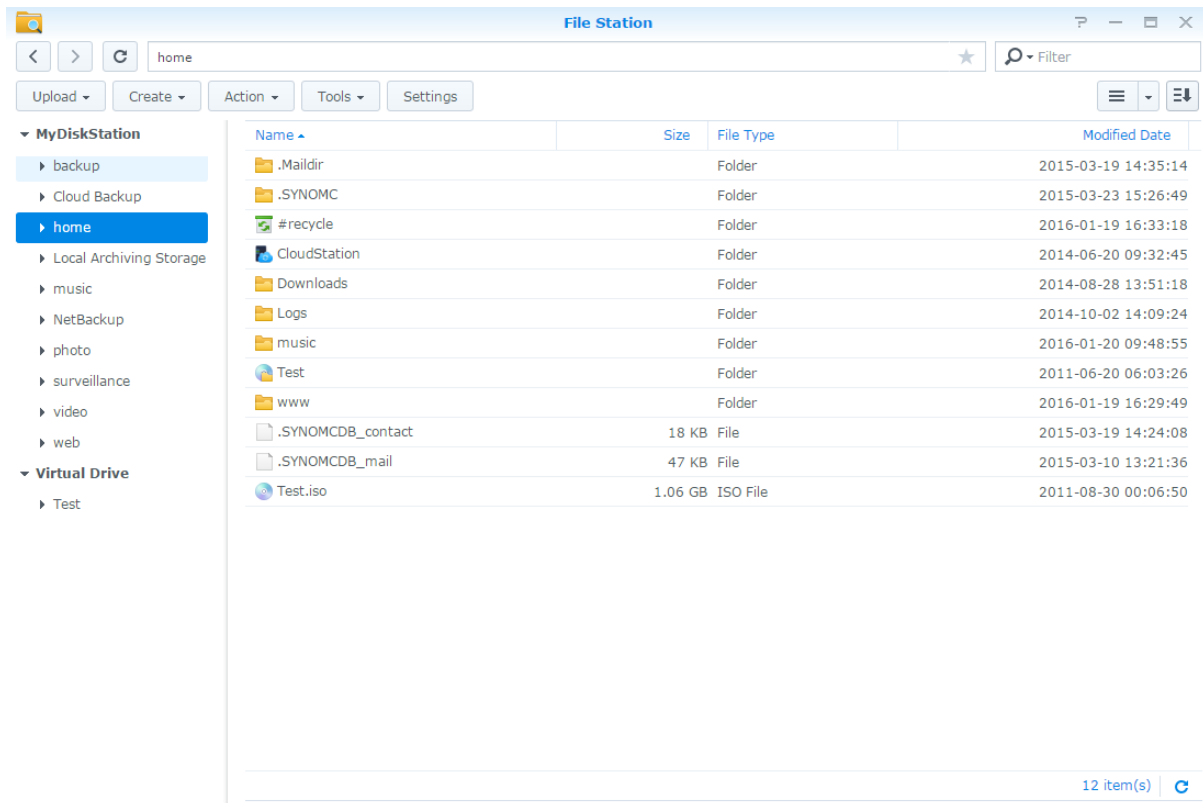 File Station
home
Filter
Upload Create Action Tools Settings
MyDiskStation
backup
Cloud Backup
home
Local Archiving Storage
music
NetBackup
photo
surveillance
video
web
Virtual Drive
Test
Name Size File Type Modified Date
.Maildir Folder 2015-03-19 14:35:14
.SYNOMC Folder 2015-03-23 15:26:49
#recycle Folder 2016-01-19 16:33:18
CloudStation Folder 2014-06-20 09:32:45
Downloads Folder 2014-08-28 13:51:18
Logs Folder 2014-10-02 14:09:24
music Folder 2016-01-20 09:48:55
Test Folder 2011-06-20 06:03:26
www Folder 2016-01-19 16:29:49
.SYNOMCDB_contact 18 KB File 2015-03-19 14:24:08
.SYNOMCDB_mail 47 KB File 2015-03-10 13:21:36
Test.iso 1.06 GB ISO File 2011-08-30 00:06:50
12 item(s)